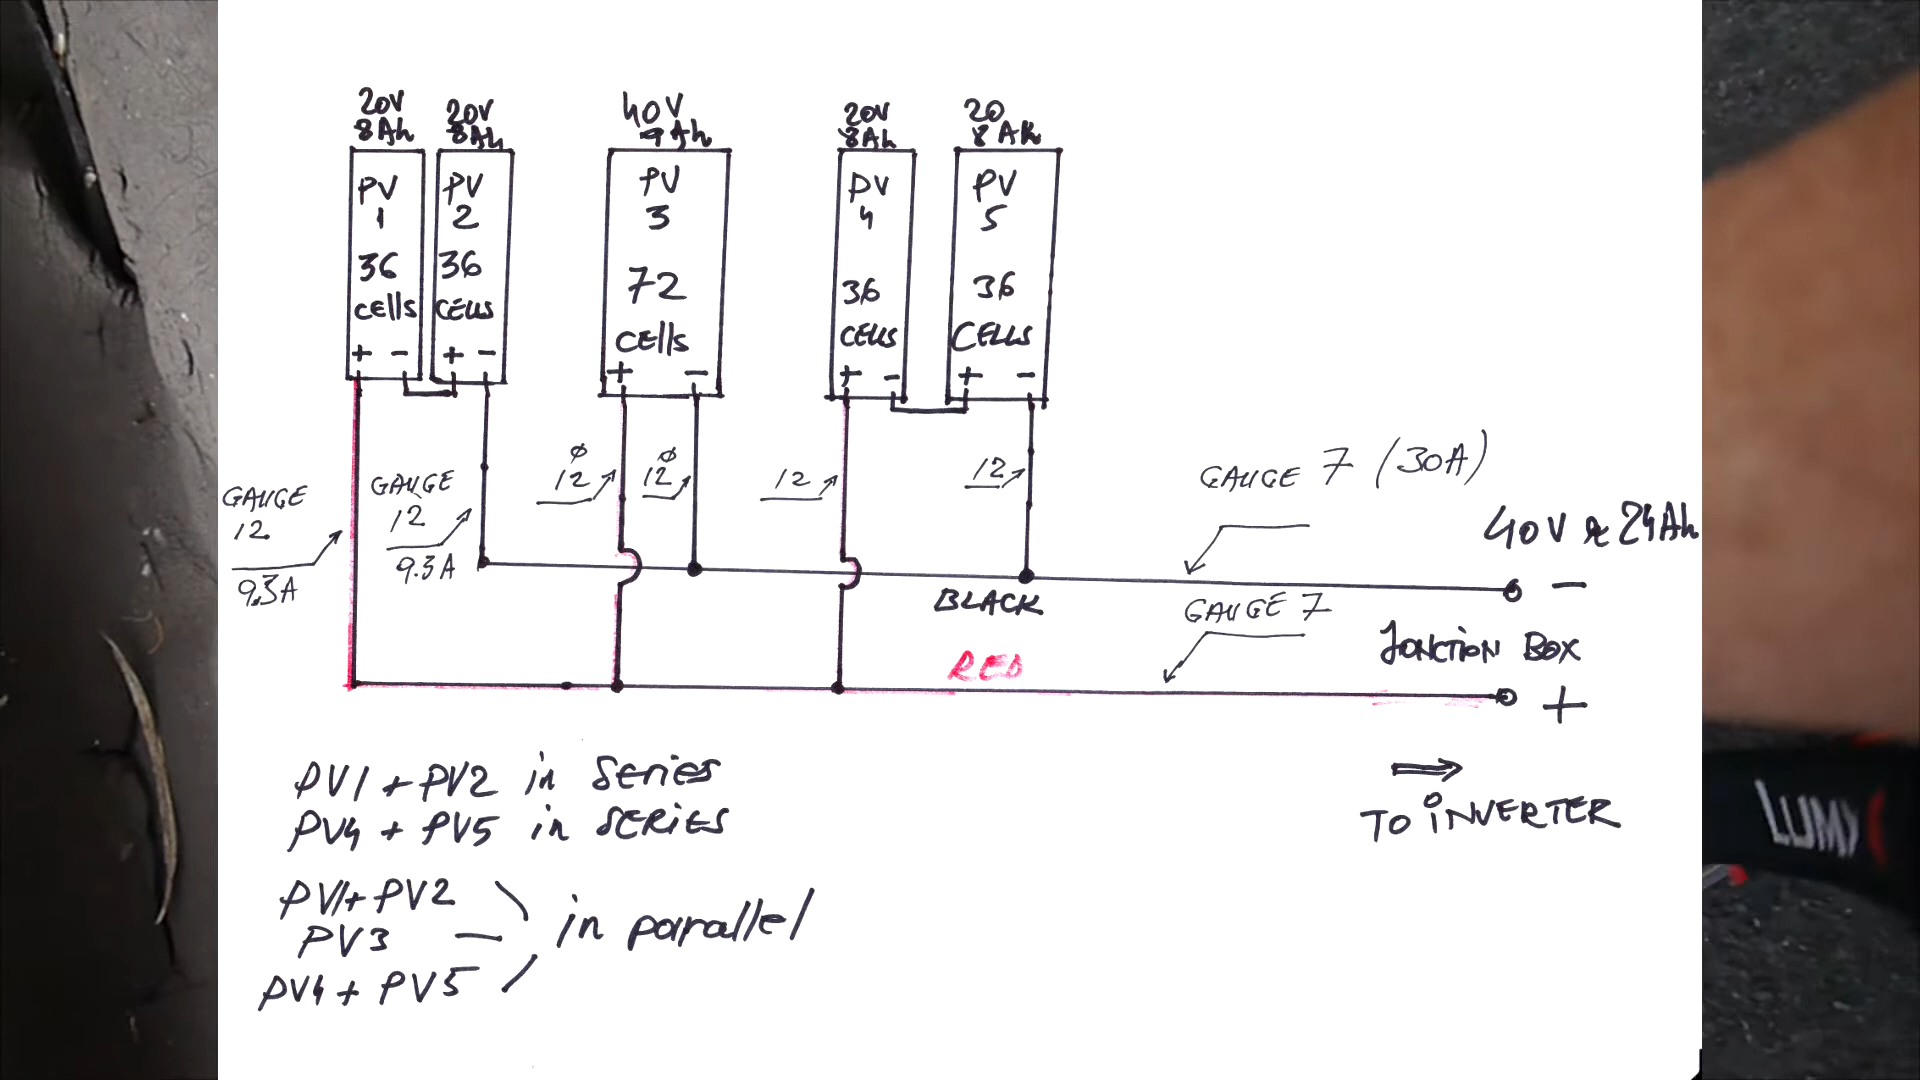 20V
8Ah
20V
8Ah
40V
9Ah
20V
8Ah
20
8Ah
PV
1
36
cells
+ -
PV
2
36
CELLS
+ -
PV
3
72
cells
+ -
PV
4
36
CELLS
+ -
PV
5
36
CELLS
+ -
GAUGE
12
9.3A
GAUGE
12
9.3A
ø
12
ø
12
12
12
GAUGE 7 (30A)
40V ≈ 24Ah
-
BLACK
GAUGE 7
JONCTION BOX
RED
+
PV1 + PV2 in Series
PV4 + PV5 in SERIES
⇒
TO INVERTER
PV1 + PV2
PV3 — in parallel
PV4 + PV5
LUMIX